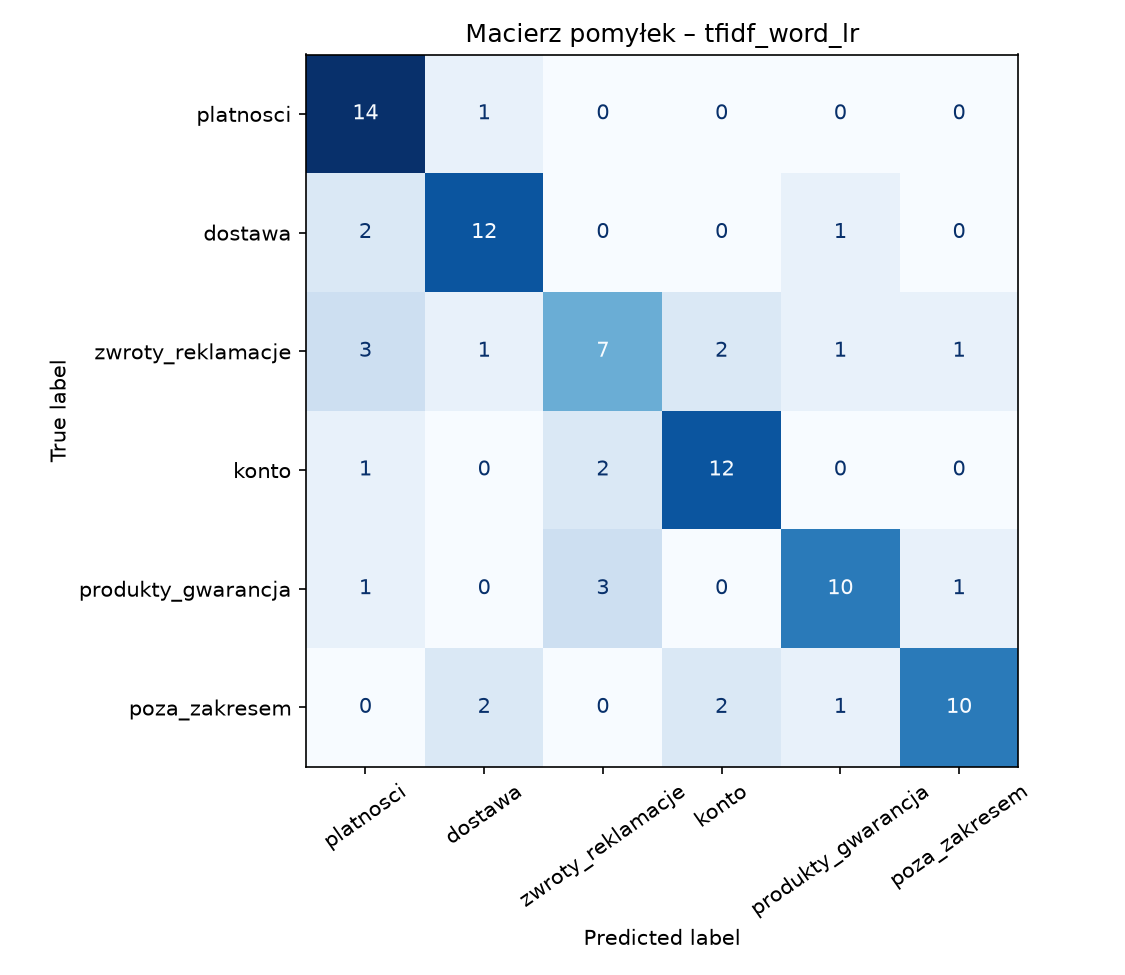 Macierz pomyłek – tfidf_word_lr
platnosci 14 1 0 0 0 0
dostawa 2 12 0 0 1 0
zwroty_reklamacje 3 1 7 2 1 1
konto 1 0 2 12 0 0
produkty_gwarancja 1 0 3 0 10 1
poza_zakresem 0 2 0 2 1 10
True label
platnosci dostawa zwroty_reklamacje konto produkty_gwarancja poza_zakresem
Predicted label